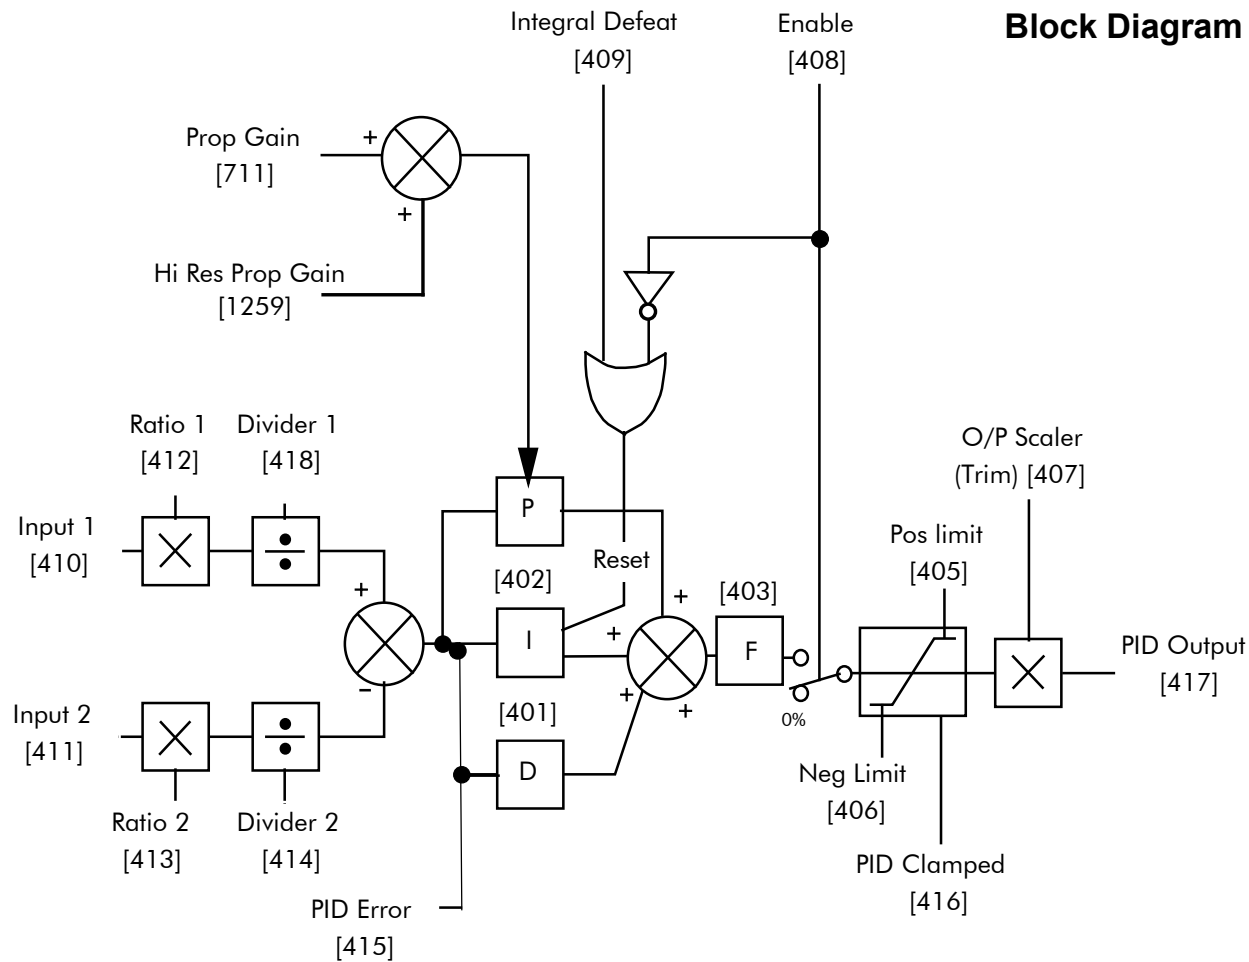 Block Diagram
Integral Defeat
[409]
Enable
[408]
Prop Gain
[711]
+
+
Hi Res Prop Gain
[1259]
Ratio 1
[412]
Divider 1
[418]
O/P Scaler
(Trim) [407]
Input 1
[410]
P
Pos limit
[405]
Reset
[402]
[403]
+
+
+
I
F
PID Output
[417]
−
Input 2
[411]
[401]
+
+
0%
D
Neg Limit
[406]
Ratio 2
[413]
Divider 2
[414]
PID Clamped
[416]
PID Error
[415]